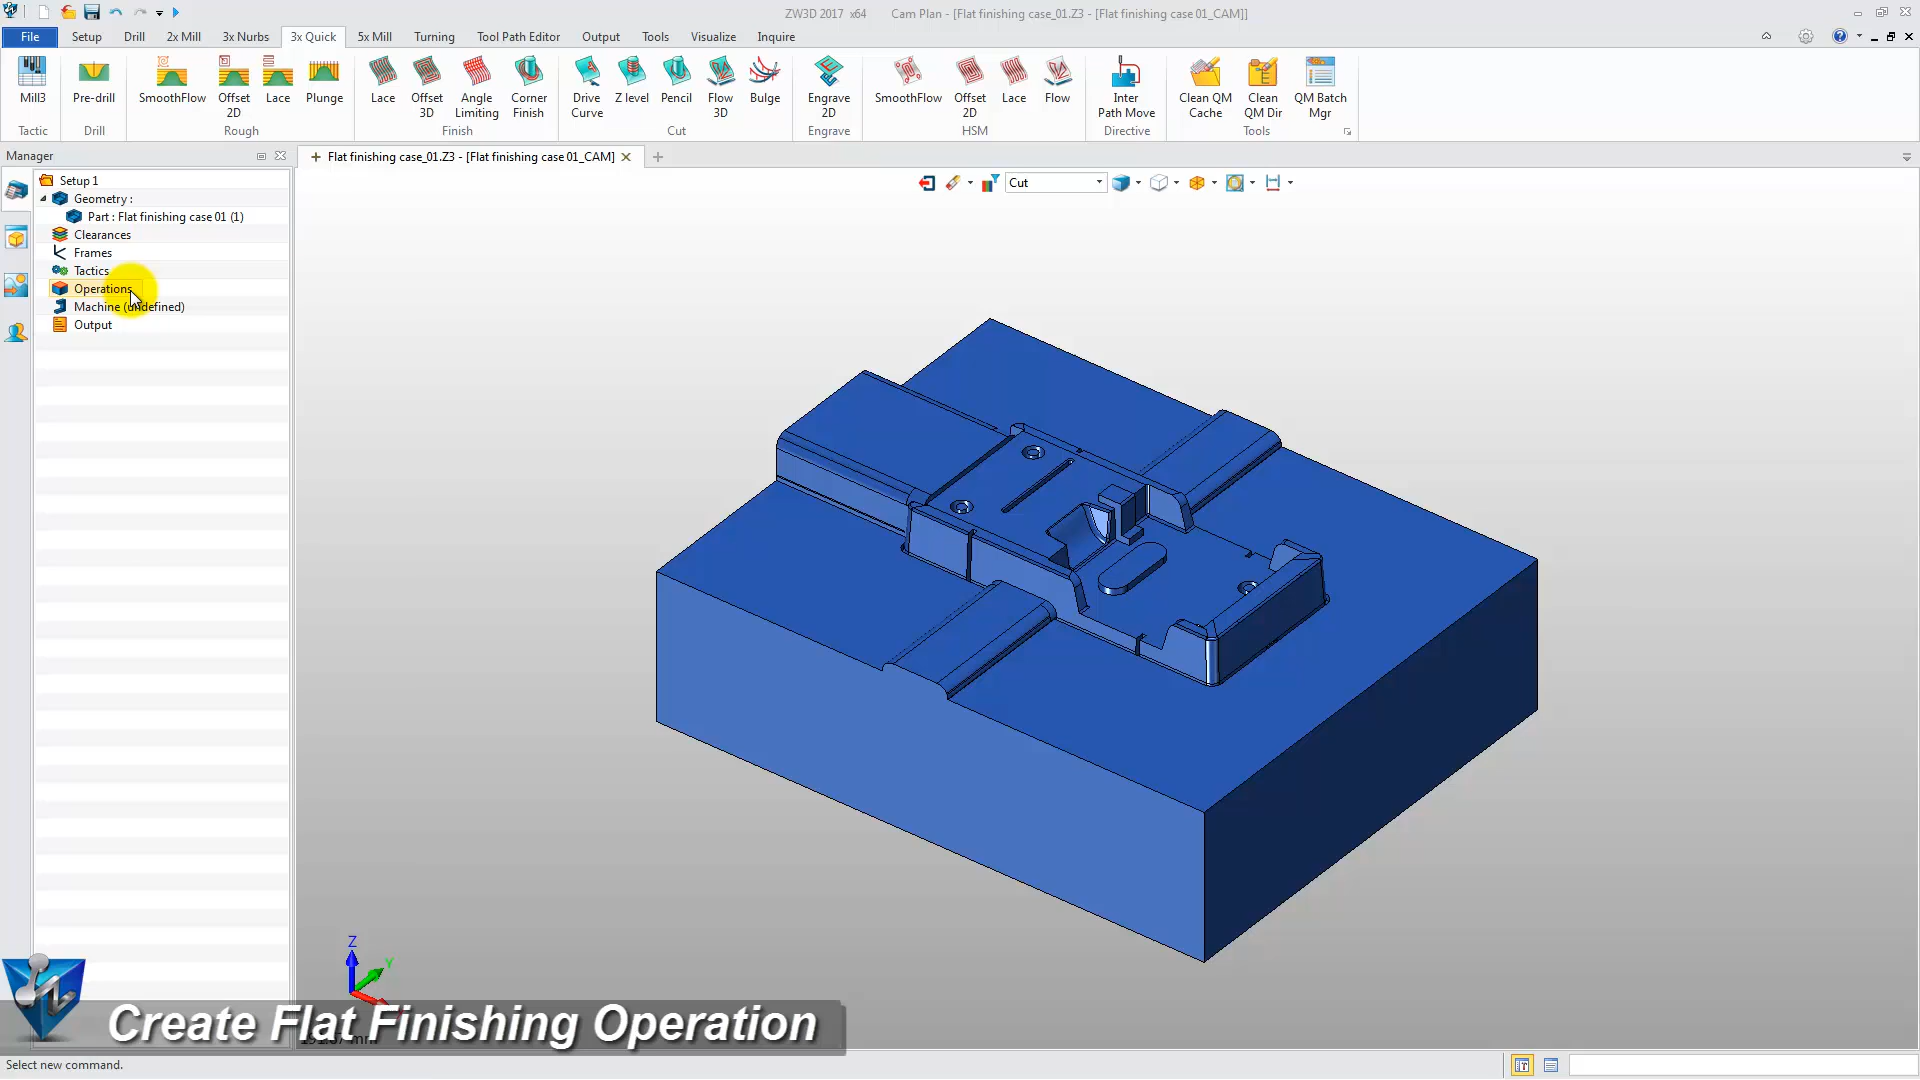 ZW3D 2017 x64 Cam Plan - [Flat finishing case_01.Z3 - [Flat finishing case 01_CAM]]
File Setup Drill 2x Mill 3x Nurbs 3x Quick 5x Mill Turning Tool Path Editor Output Tools Visualize Inquire
Mill3 Pre-drill SmoothFlow Offset 2D Lace Plunge Lace Offset 3D Angle Limiting Corner Finish Drive Curve Z level Pencil Flow 3D Bulge Engrave 2D SmoothFlow Offset 2D Lace Flow Inter Path Move Clean QM Cache Clean QM Dir QM Batch Mgr
Tactic Drill Rough Finish Cut Engrave HSM Directive Tools
Manager
Flat finishing case_01.Z3 - [Flat finishing case 01_CAM]
Cut
Setup 1
Geometry :
Part : Flat finishing case 01 (1)
Clearances
Frames
Tactics
Operations
Machine (undefined)
Output
Z
Y
Create Flat Finishing Operation
Select new command.